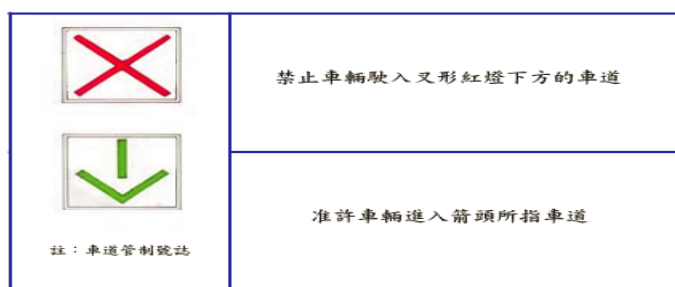 禁止車輛駛入叉形紅燈下方的車道
准許車輛進入箭頭所指車道
註：車道管制號誌